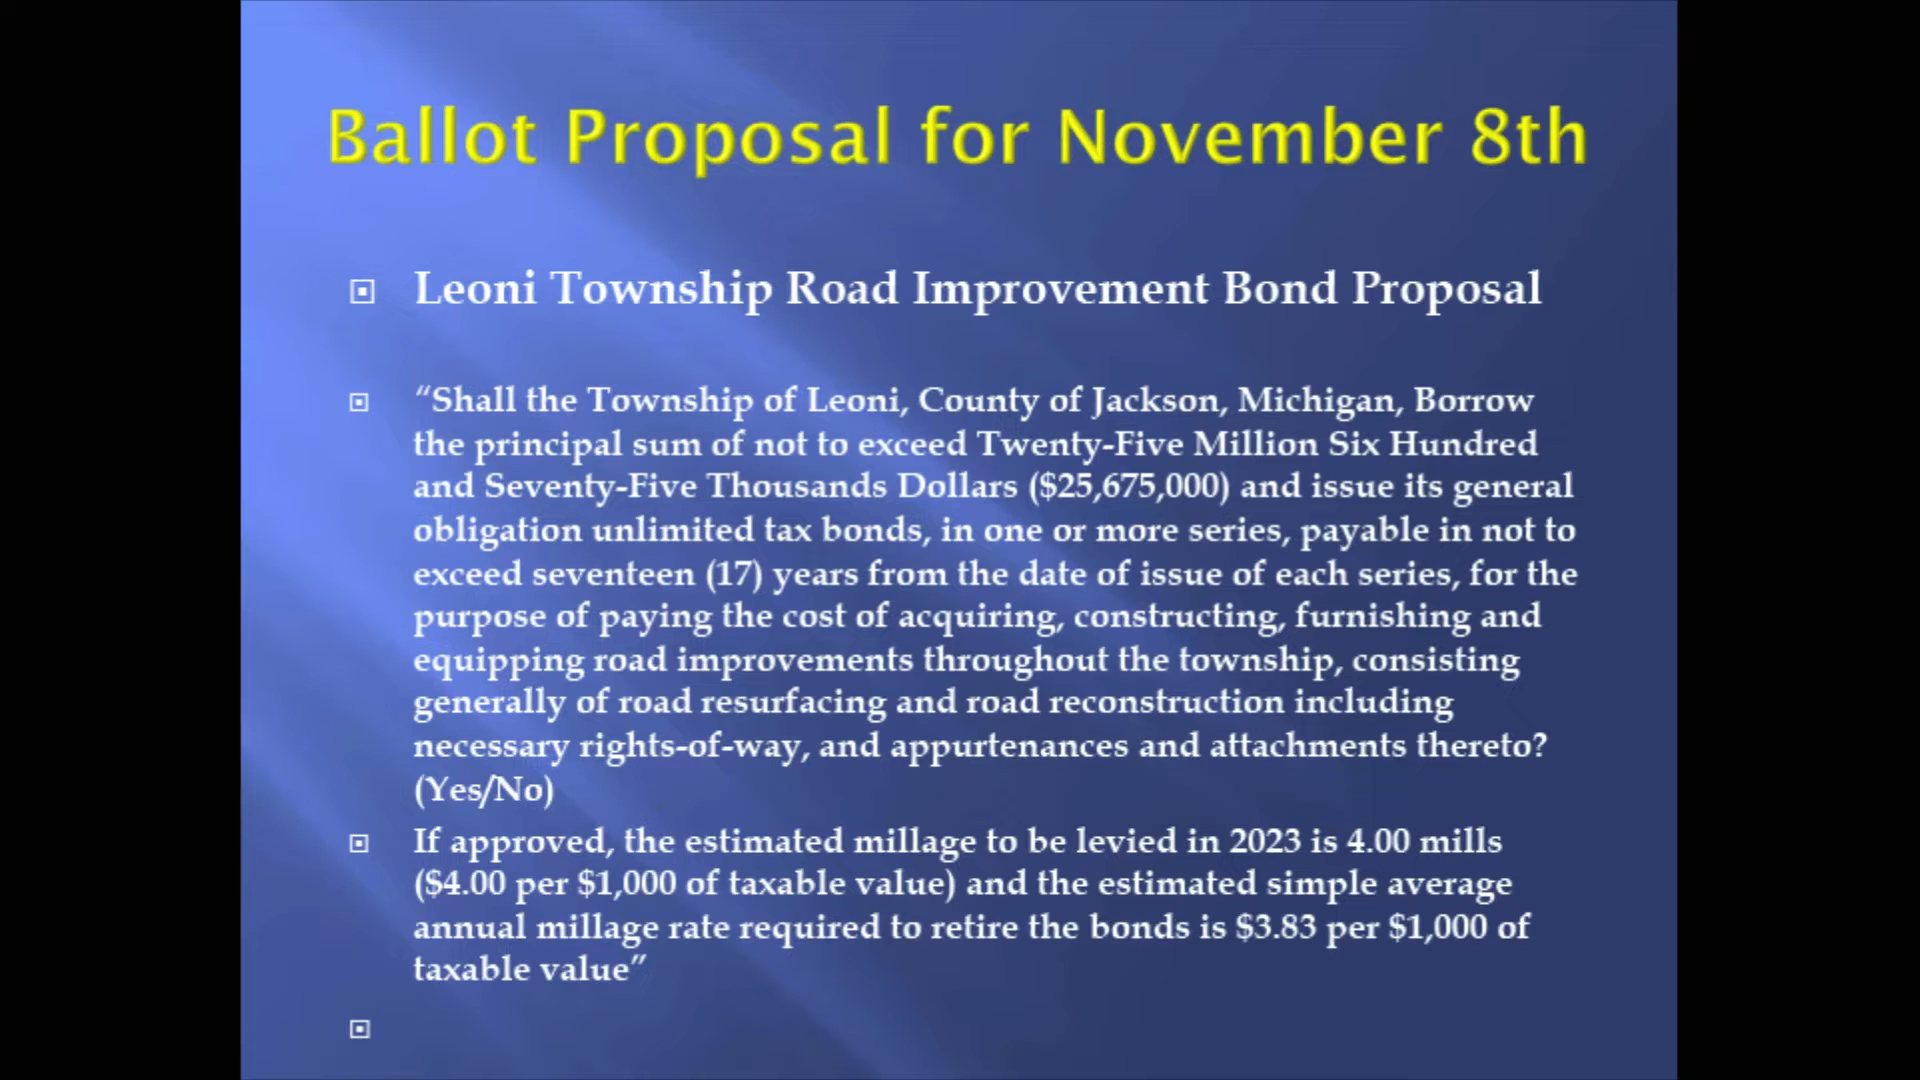 Ballot Proposal for November 8th
Leoni Township Road Improvement Bond Proposal
“Shall the Township of Leoni, County of Jackson, Michigan, Borrow
the principal sum of not to exceed Twenty-Five Million Six Hundred
and Seventy-Five Thousands Dollars ($25,675,000) and issue its general
obligation unlimited tax bonds, in one or more series, payable in not to
exceed seventeen (17) years from the date of issue of each series, for the
purpose of paying the cost of acquiring, constructing, furnishing and
equipping road improvements throughout the township, consisting
generally of road resurfacing and road reconstruction including
necessary rights-of-way, and appurtenances and attachments thereto?
(Yes/No)
If approved, the estimated millage to be levied in 2023 is 4.00 mills
($4.00 per $1,000 of taxable value) and the estimated simple average
annual millage rate required to retire the bonds is $3.83 per $1,000 of
taxable value”